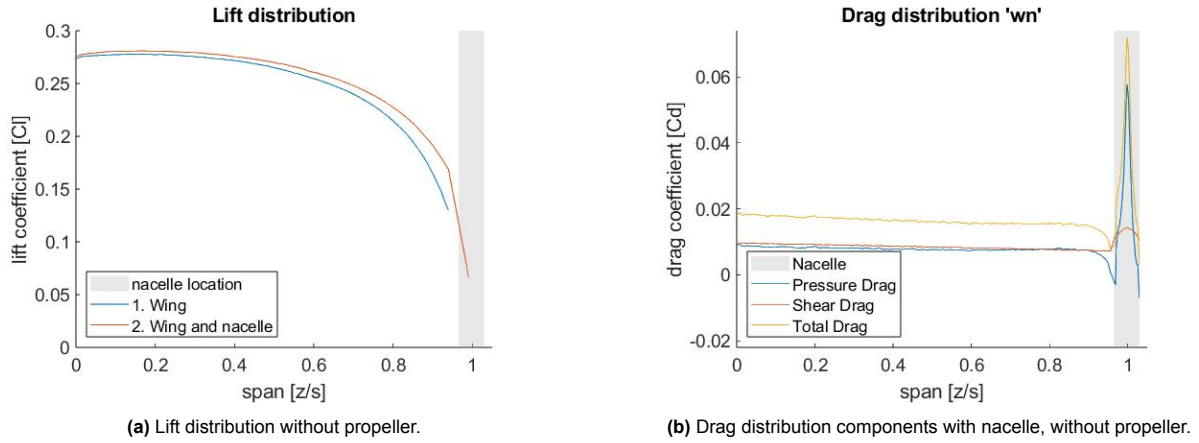 Lift distribution
0.3
0.25
0.2
0.15
0.1
0.05
0
lift coefficient [Cl]
nacelle location
1. Wing
2. Wing and nacelle
0 0.2 0.4 0.6 0.8 1
span [z/s]
(a) Lift distribution without propeller.
Drag distribution 'wn'
0.06
0.04
0.02
0
-0.02
drag coefficient [Cd]
Nacelle
Pressure Drag
Shear Drag
Total Drag
0 0.2 0.4 0.6 0.8 1
span [z/s]
(b) Drag distribution components with nacelle, without propeller.